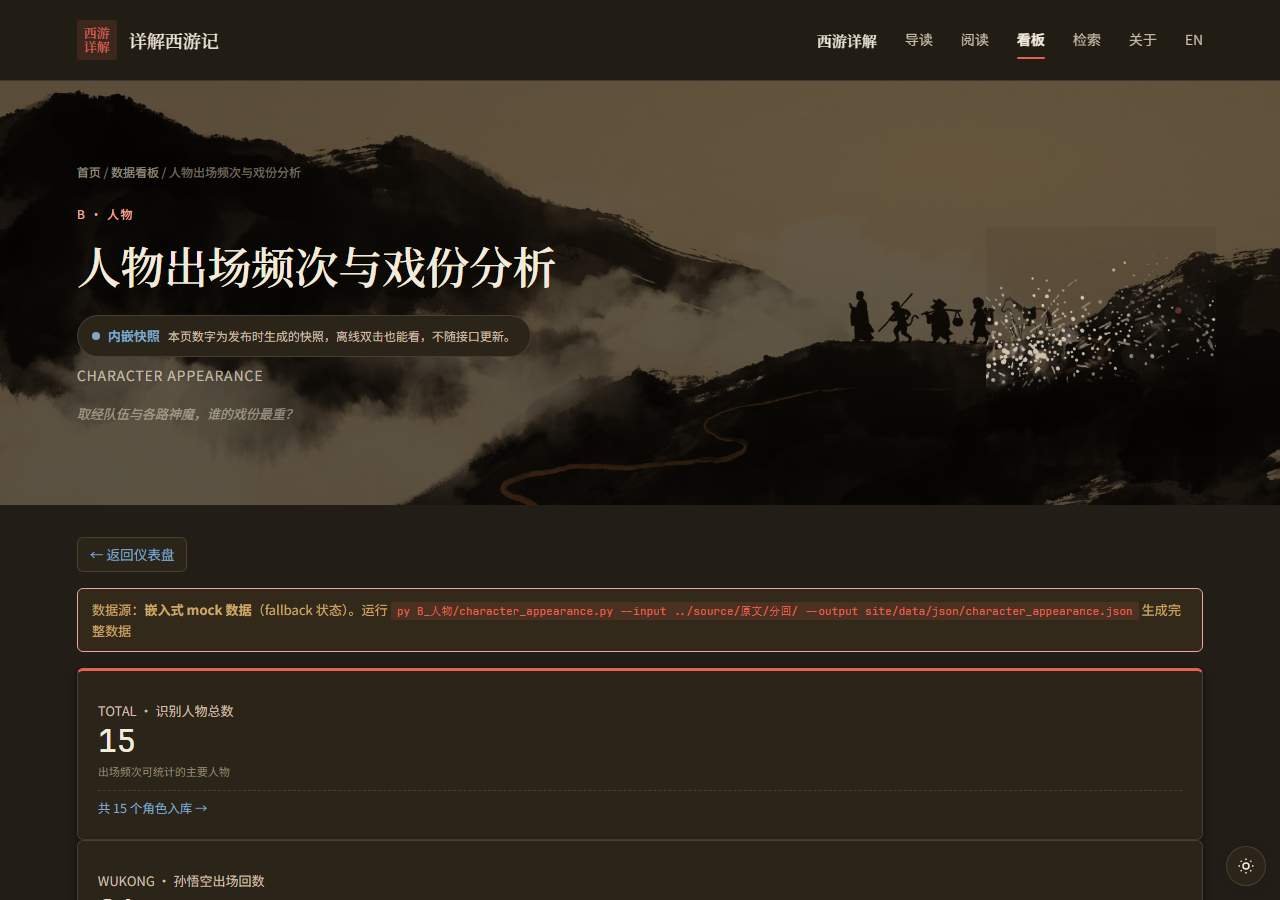 西游
详解
详解西游记
西游详解 导读 阅读 看板 检索 关于 EN
首页 / 数据看板 / 人物出场频次与戏份分析
B · 人物
人物出场频次与戏份分析
内嵌快照 本页数字为发布时生成的快照，离线双击也能看，不随接口更新。
CHARACTER APPEARANCE
取经队伍与各路神魔，谁的戏份最重？
← 返回仪表盘
数据源：嵌入式 mock 数据（fallback 状态）。运行 py B_人物/character_appearance.py --input ../source/原文/分回/ --output site/data/json/character_appearance.json 生成完
整数据
TOTAL · 识别人物总数
15
出场频次可统计的主要人物
共 15 个角色入库 →
WUKONG · 孙悟空出场回数